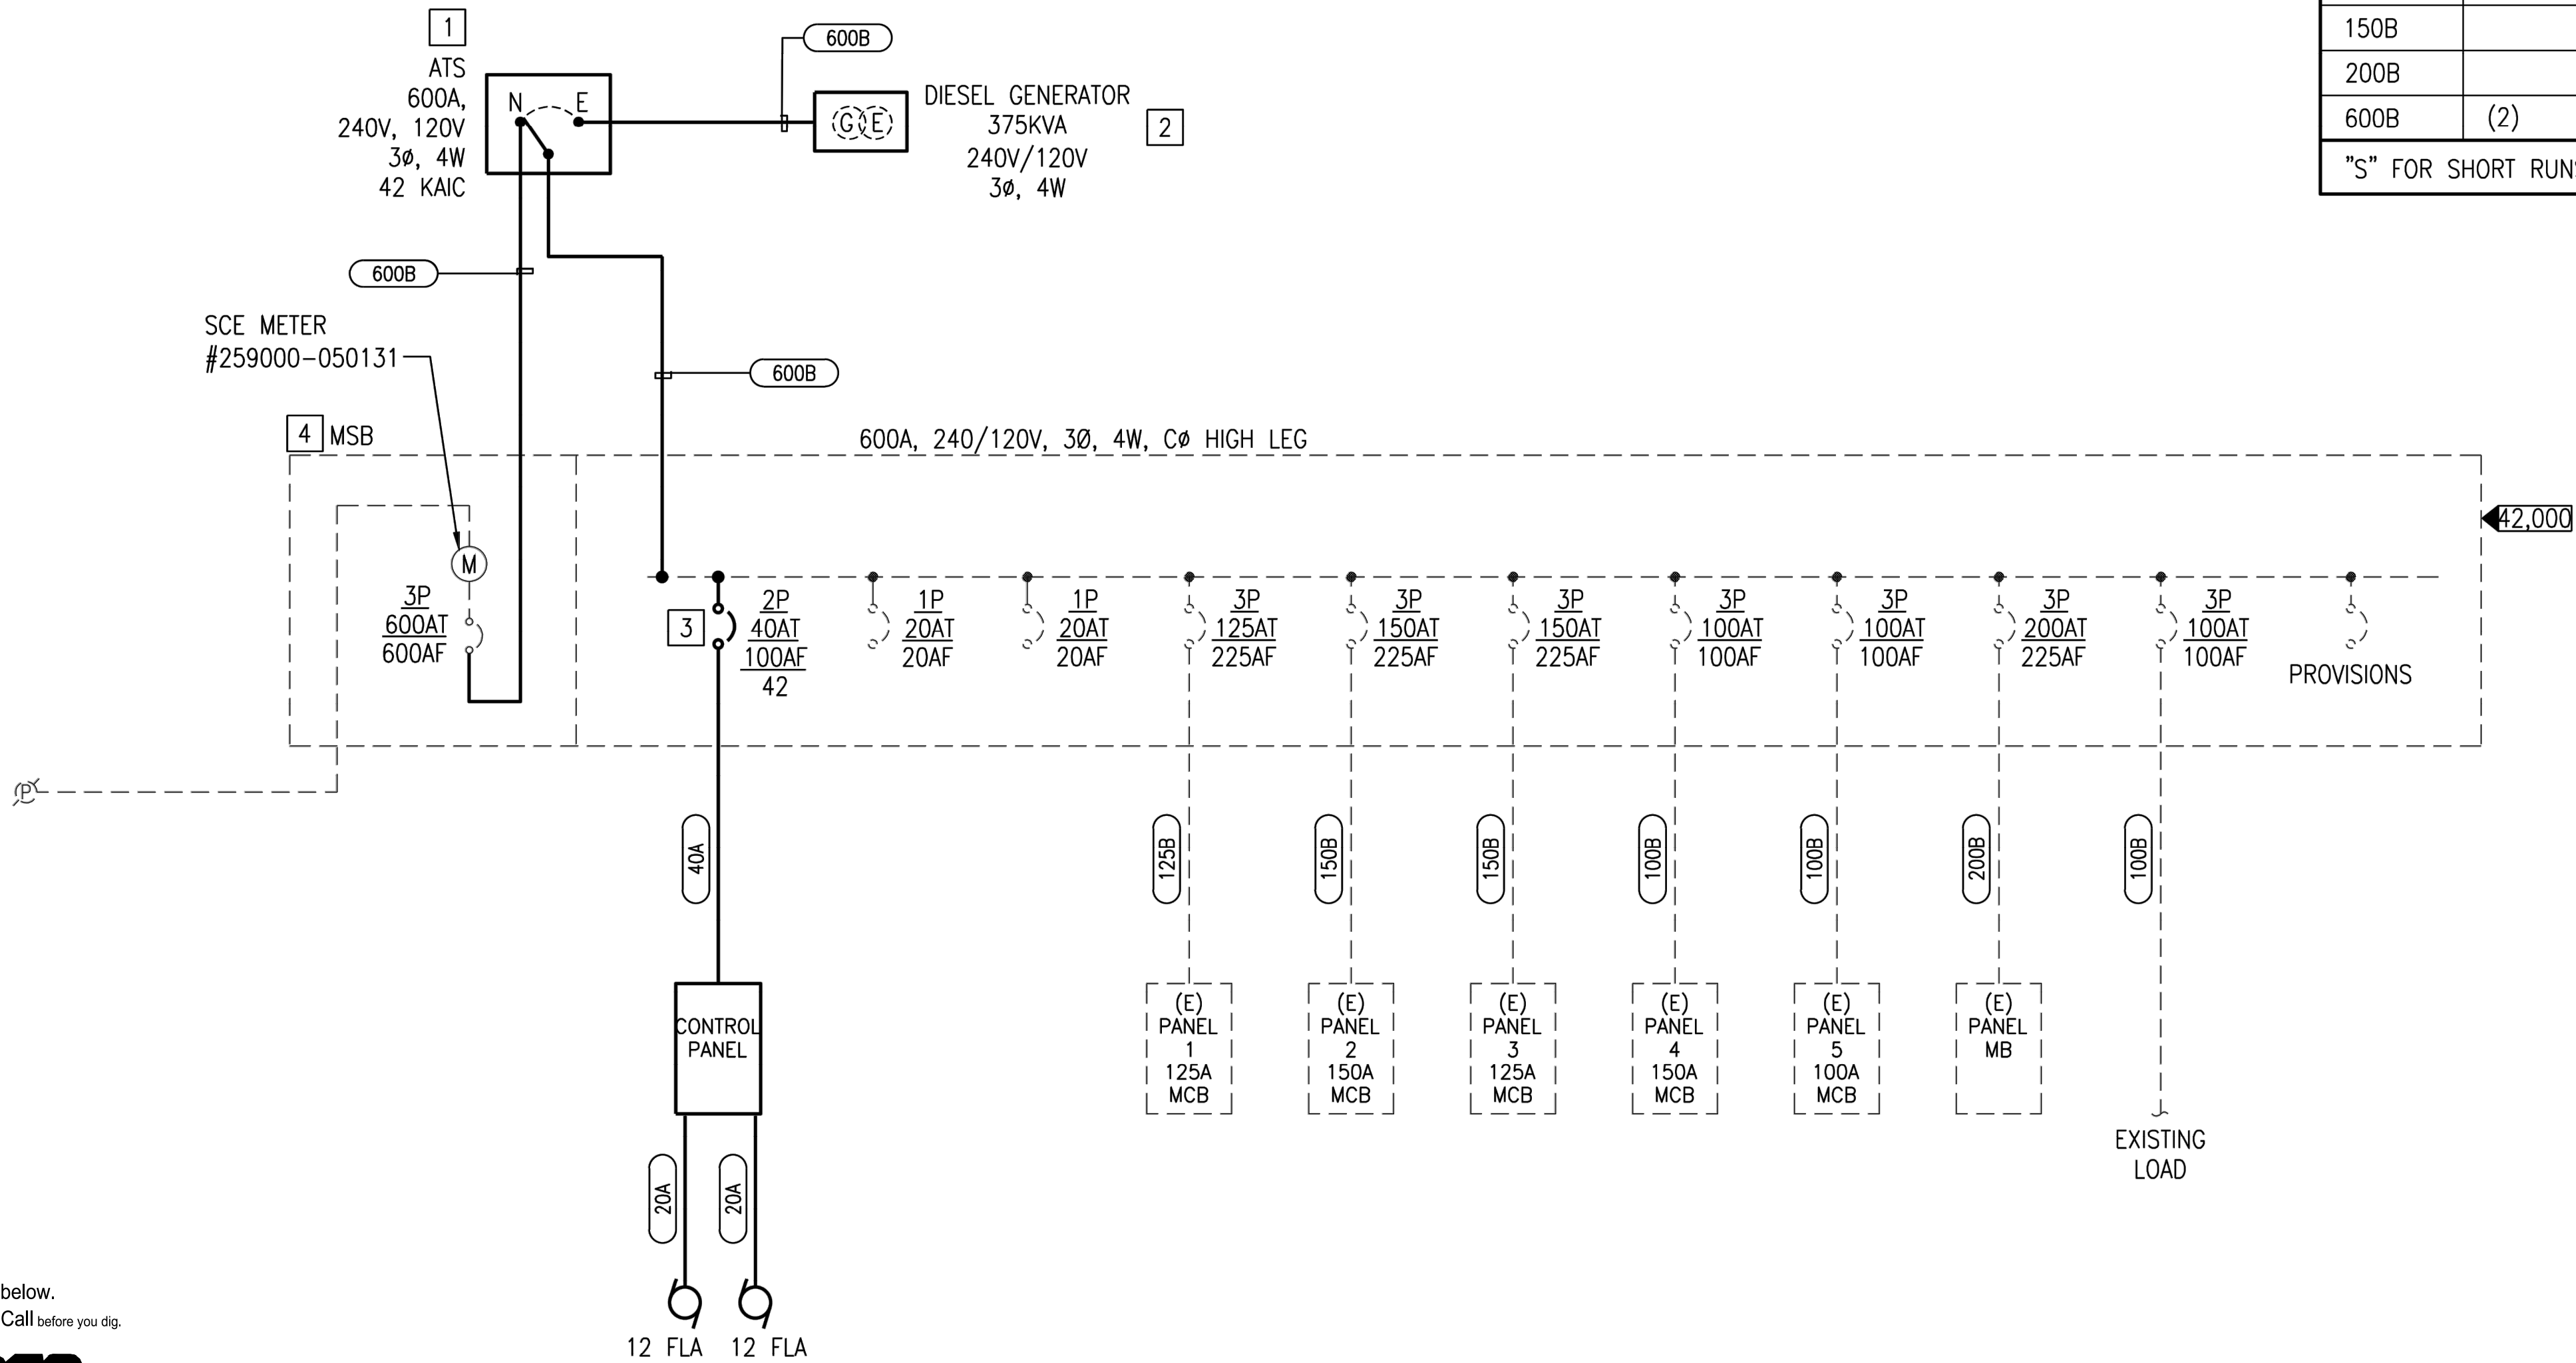 1
ATS
600A,
240V, 120V
3ø, 4W
42 KAIC
N E
600B
G E
DIESEL GENERATOR
375KVA
240V/120V
3ø, 4W
2
150B
200B
600B (2)
"S" FOR SHORT RUN
600B
SCE METER
#259000-050131
600B
4 MSB
600A, 240/120V, 3Ø, 4W, Cø HIGH LEG
42,000
M
3P
600AT
600AF
3
2P
40AT
100AF
42
1P
20AT
20AF
1P
20AT
20AF
3P
125AT
225AF
3P
150AT
225AF
3P
150AT
225AF
3P
100AT
100AF
3P
100AT
100AF
3P
200AT
225AF
3P
100AT
100AF
PROVISIONS
P
40A
125B
150B
150B
100B
100B
200B
100B
CONTROL
PANEL
(E)
PANEL
1
125A
MCB
(E)
PANEL
2
150A
MCB
(E)
PANEL
3
125A
MCB
(E)
PANEL
4
150A
MCB
(E)
PANEL
5
100A
MCB
(E)
PANEL
MB
EXISTING
LOAD
20A
20A
12 FLA
12 FLA
below.
Call before you dig.